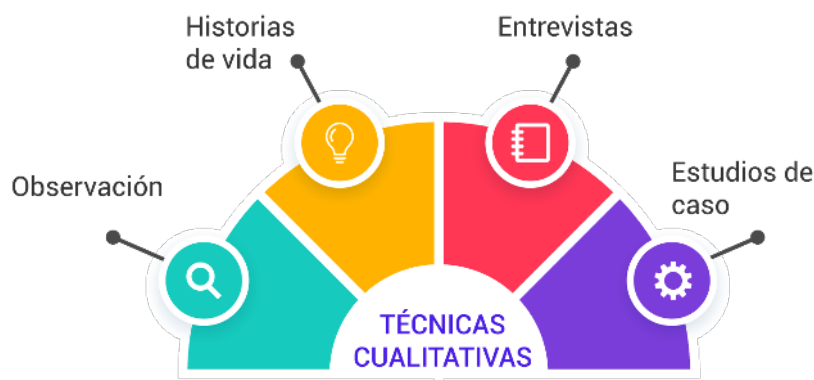 Historias
de vida
Entrevistas
Observación
Estudios de
caso
TÉCNICAS
CUALITATIVAS